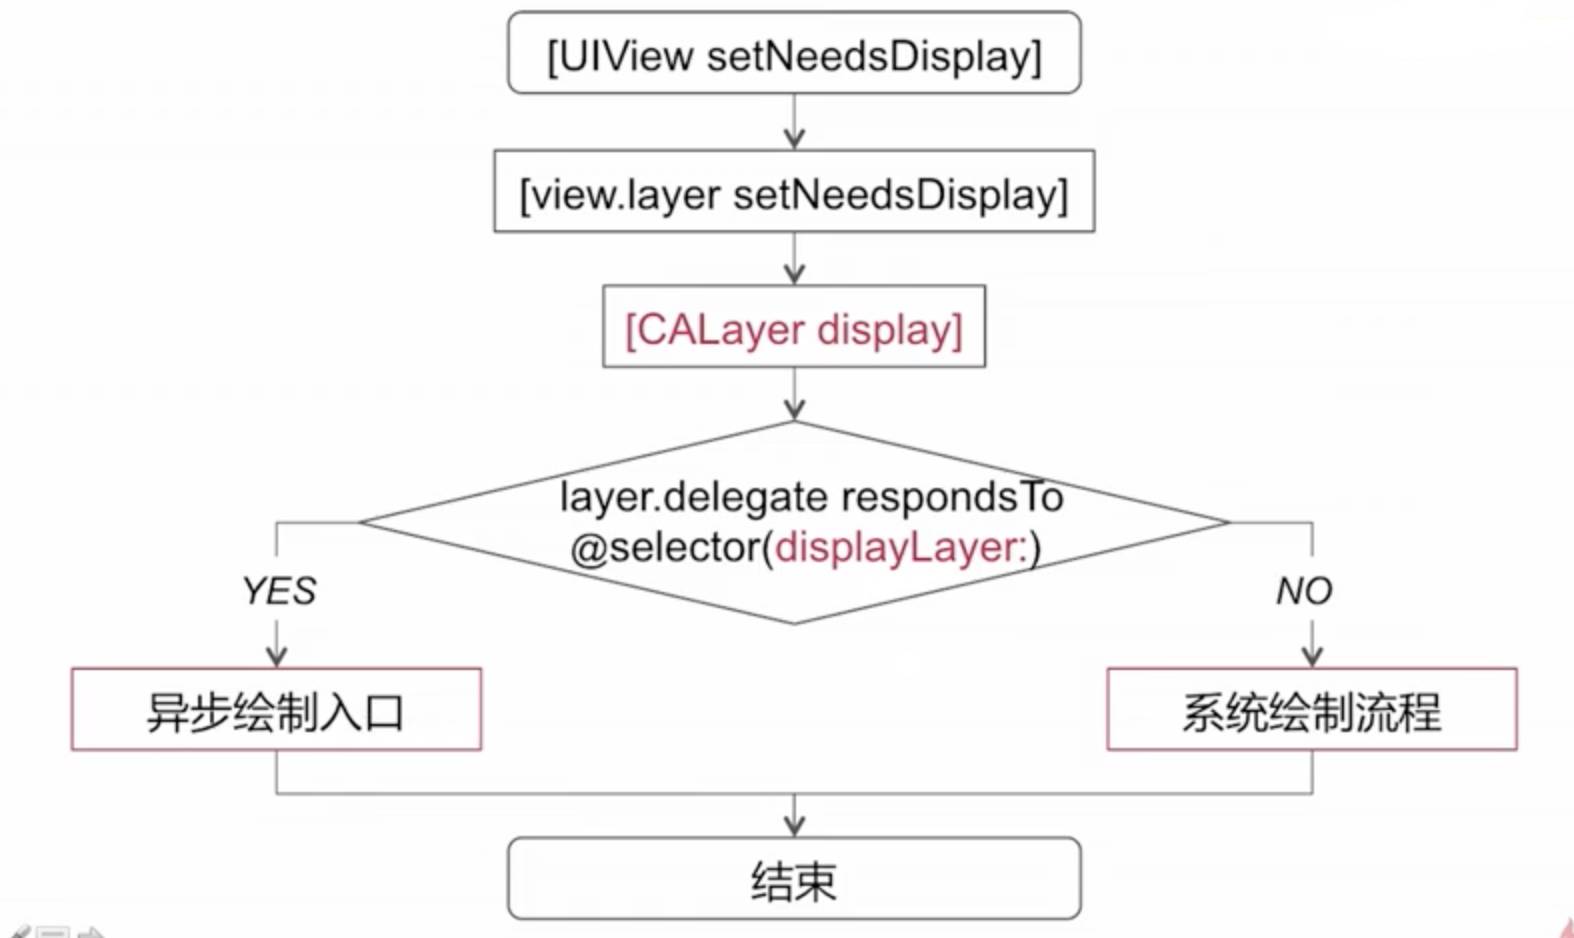 [UIView setNeedsDisplay]
[view.layer setNeedsDisplay]
[CALayer display]
layer.delegate respondsTo
@selector(displayLayer:)
YES
NO
异步绘制入口
系统绘制流程
结束